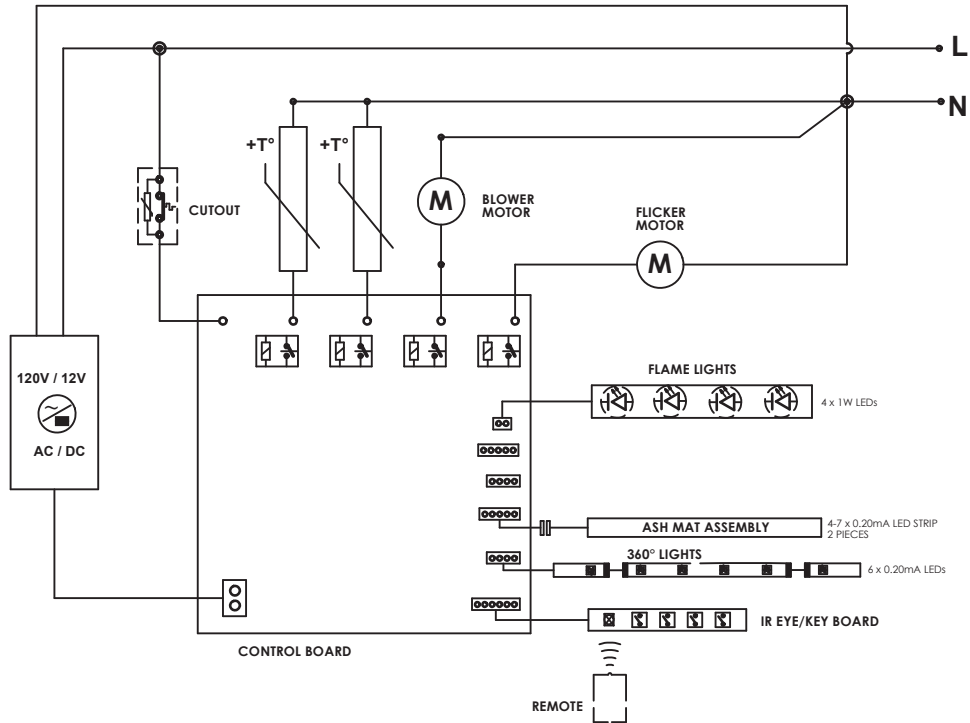 L
N
+T°
+T°
M
BLOWER
MOTOR
CUTOUT
FLICKER
MOTOR
M
120V / 12V
AC / DC
FLAME LIGHTS
4 x 1W LEDs
ASH MAT ASSEMBLY
4-7 x 0.20mA LED STRIP
2 PIECES
360° LIGHTS
6 x 0.20mA LEDs
IR EYE/KEY BOARD
CONTROL BOARD
REMOTE